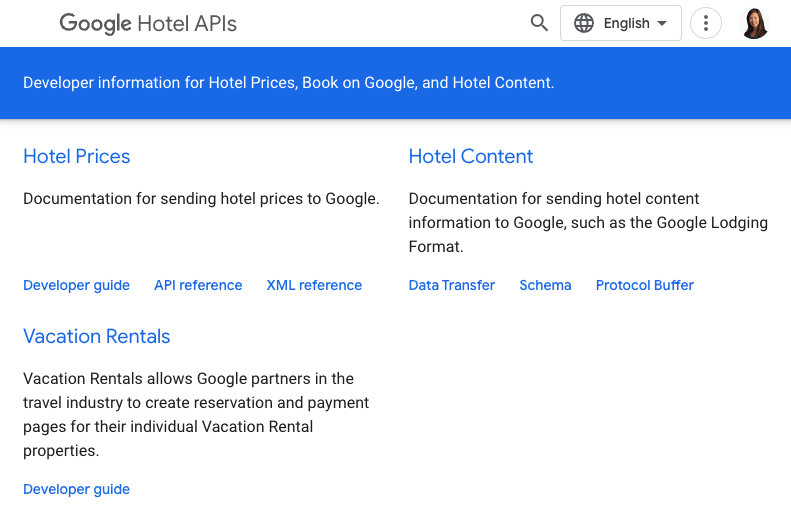 Google Hotel APIs
English
Developer information for Hotel Prices, Book on Google, and Hotel Content.
Hotel Prices
Documentation for sending hotel prices to Google.
Developer guide API reference XML reference
Hotel Content
Documentation for sending hotel content
information to Google, such as the Google Lodging
Format.
Data Transfer Schema Protocol Buffer
Vacation Rentals
Vacation Rentals allows Google partners in the
travel industry to create reservation and payment
pages for their individual Vacation Rental
properties.
Developer guide